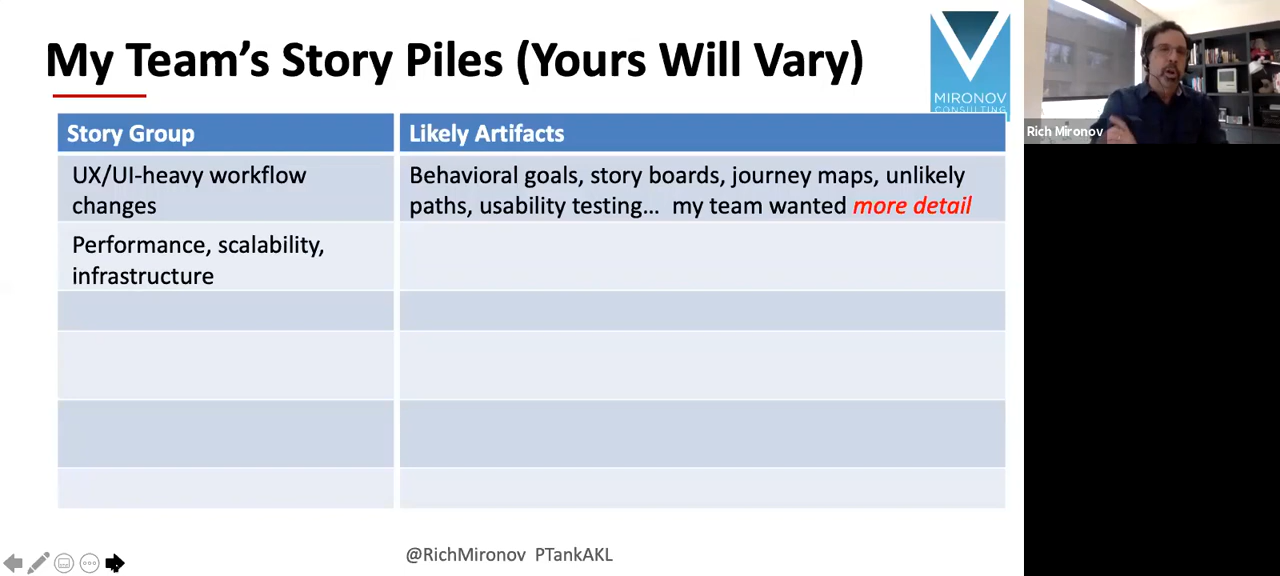 My Team's Story Piles (Yours Will Vary)
MIRONOV
CONSULTING
Rich Mironov
Story Group
Likely Artifacts
UX/UI-heavy workflow
changes
Behavioral goals, story boards, journey maps, unlikely
paths, usability testing... my team wanted more detail
Performance, scalability,
infrastructure
@RichMironov PTankAKL